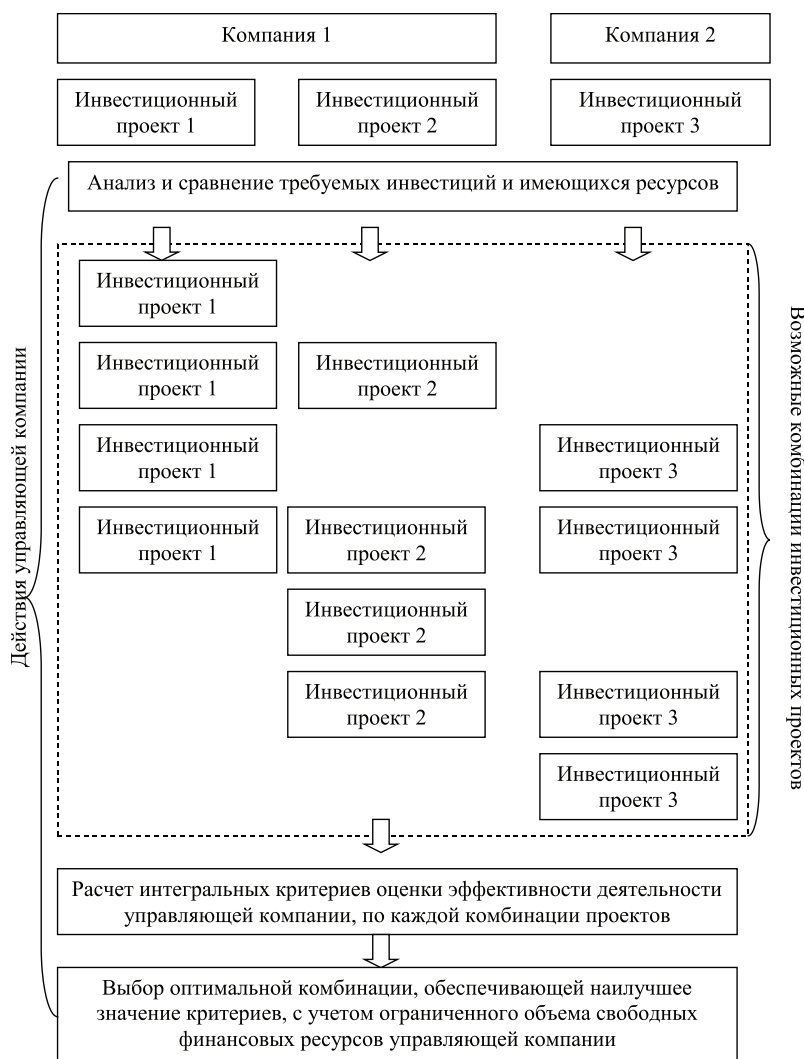 Компания 1
Компания 2
Инвестиционный
проект 1
Инвестиционный
проект 2
Инвестиционный
проект 3
Анализ и сравнение требуемых инвестиций и имеющихся ресурсов
Инвестиционный
проект 1
Инвестиционный
проект 1
Инвестиционный
проект 2
Инвестиционный
проект 1
Инвестиционный
проект 3
Инвестиционный
проект 1
Инвестиционный
проект 2
Инвестиционный
проект 3
Инвестиционный
проект 2
Инвестиционный
проект 2
Инвестиционный
проект 3
Инвестиционный
проект 3
Действия управляющей компании
Возможные комбинации инвестиционных проектов
Расчет интегральных критериев оценки эффективности деятельности
управляющей компании, по каждой комбинации проектов
Выбор оптимальной комбинации, обеспечивающей наилучшее
значение критериев, с учетом ограниченного объема свободных
финансовых ресурсов управляющей компании